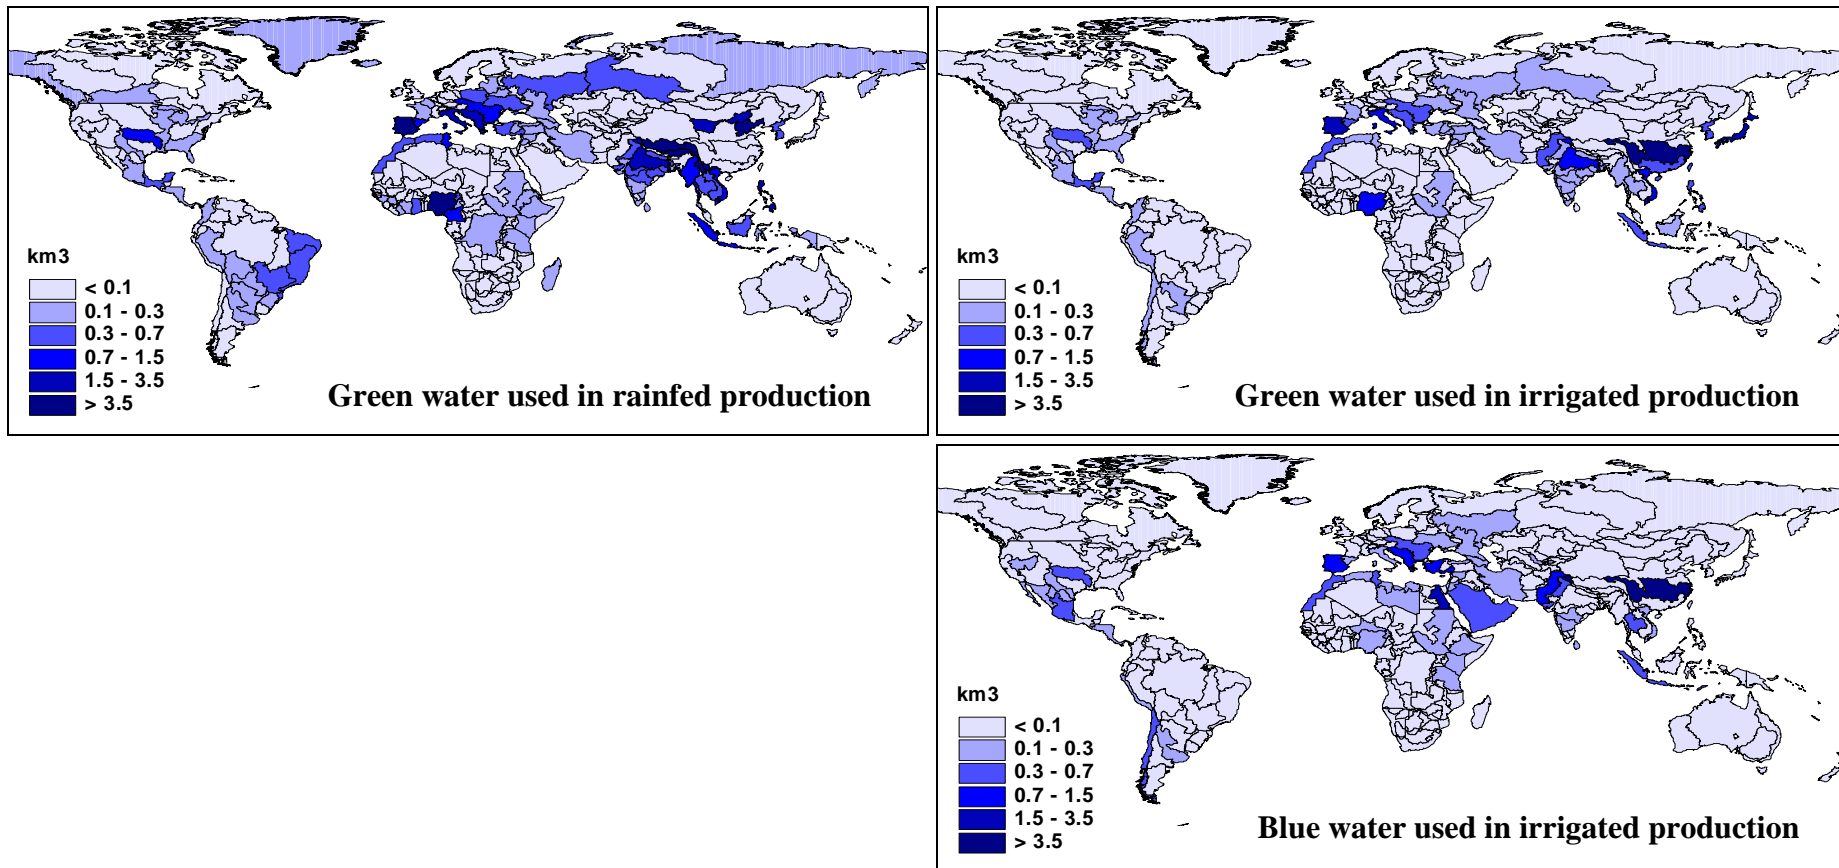 km3
< 0.1
0.1 - 0.3
0.3 - 0.7
0.7 - 1.5
1.5 - 3.5
> 3.5
Green water used in rainfed production
km3
< 0.1
0.1 - 0.3
0.3 - 0.7
0.7 - 1.5
1.5 - 3.5
> 3.5
Green water used in irrigated production
km3
< 0.1
0.1 - 0.3
0.3 - 0.7
0.7 - 1.5
1.5 - 3.5
> 3.5
Blue water used in irrigated production